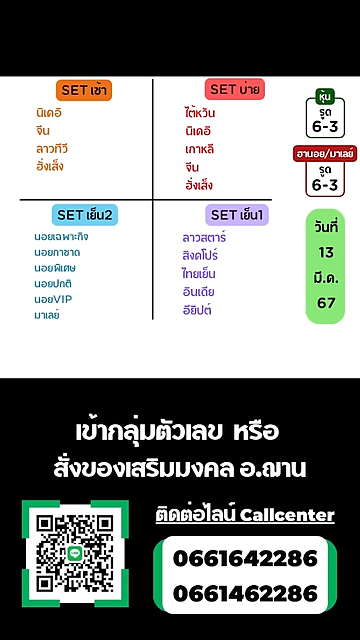 SET เช้า
นิเคอิ
จีน
ลาวทีวี
ฮั่งเส็ง
SET บ่าย
ไต้หวัน
นิเคอิ
เกาหลี
จีน
ฮั่งเส็ง
หุ้น
รูด
6-3
ฮานอย/มาเลย์
รูด
6-3
SET เย็น2
นอยเฉพาะกิจ
นอยกาชาด
นอยพิเศษ
นอยปกติ
นอยVIP
มาเลย์
SET เย็น1
ลาวสตาร์
สิงคโปร์
ไทยเย็น
อินเดีย
อียิปต์
วันที่
13
มี.ค.
67
เข้ากลุ่มตัวเลข หรือ
สั่งของเสริมมงคล อ.ฌาน
ติดต่อไลน์ Callcenter
0661642286
0661462286